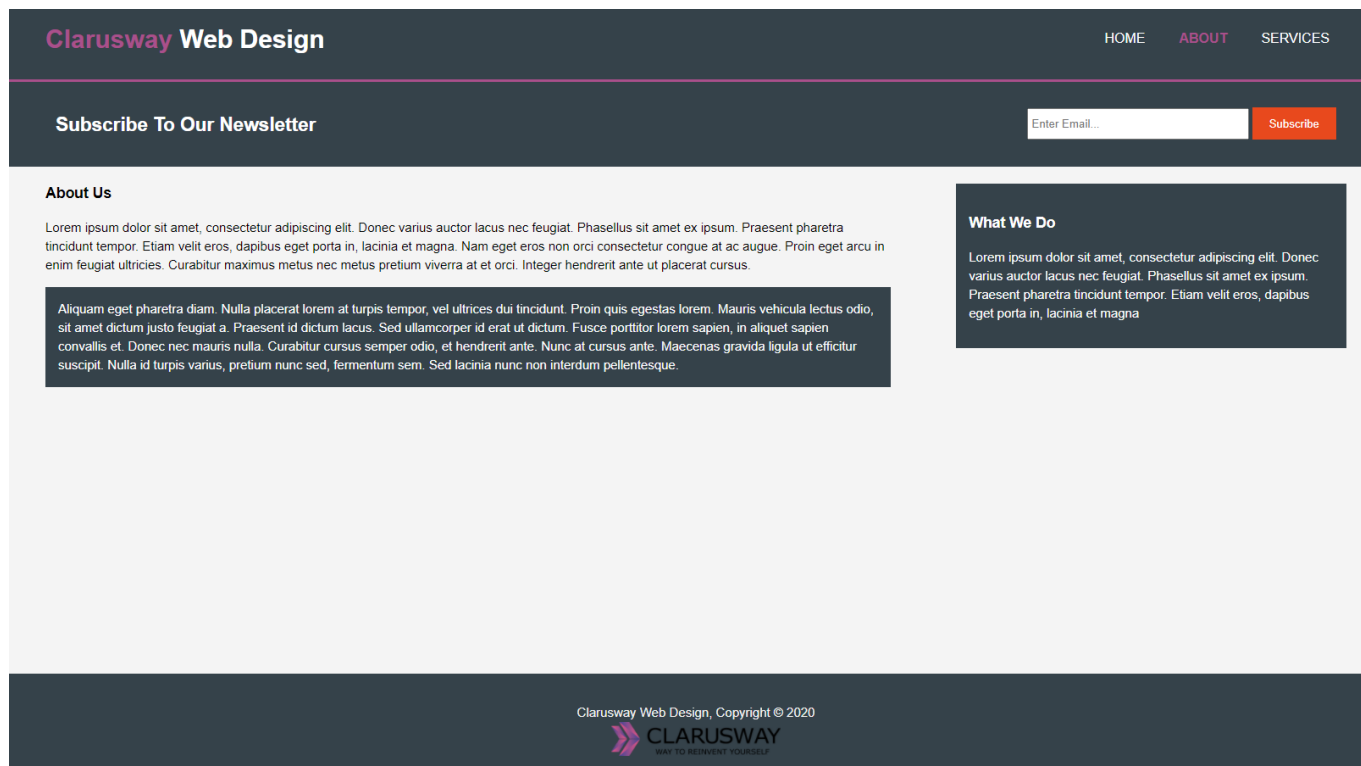 Clarusway Web Design
HOME ABOUT SERVICES
Subscribe To Our Newsletter
Enter Email...
Subscribe
About Us
Lorem ipsum dolor sit amet, consectetur adipiscing elit. Donec varius auctor lacus nec feugiat. Phasellus sit amet ex ipsum. Praesent pharetra
tincidunt tempor. Etiam velit eros, dapibus eget porta in, lacinia et magna. Nam eget eros non orci consectetur congue at ac augue. Proin eget arcu in
enim feugiat ultricies. Curabitur maximus metus nec metus pretium viverra at et orci. Integer hendrerit ante ut placerat cursus.
Aliquam eget pharetra diam. Nulla placerat lorem at turpis tempor, vel ultrices dui tincidunt. Proin quis egestas lorem. Mauris vehicula lectus odio,
sit amet dictum justo feugiat a. Praesent id dictum lacus. Sed ullamcorper id erat ut dictum. Fusce porttitor lorem sapien, in aliquet sapien
convallis et. Donec nec mauris nulla. Curabitur cursus semper odio, et hendrerit ante. Nunc at cursus ante. Maecenas gravida ligula ut efficitur
suscipit. Nulla id turpis varius, pretium nunc sed, fermentum sem. Sed lacinia nunc non interdum pellentesque.
What We Do
Lorem ipsum dolor sit amet, consectetur adipiscing elit. Donec
varius auctor lacus nec feugiat. Phasellus sit amet ex ipsum.
Praesent pharetra tincidunt tempor. Etiam velit eros, dapibus
eget porta in, lacinia et magna
Clarusway Web Design, Copyright © 2020
CLARUSWAY
WAY TO REINVENT YOURSELF